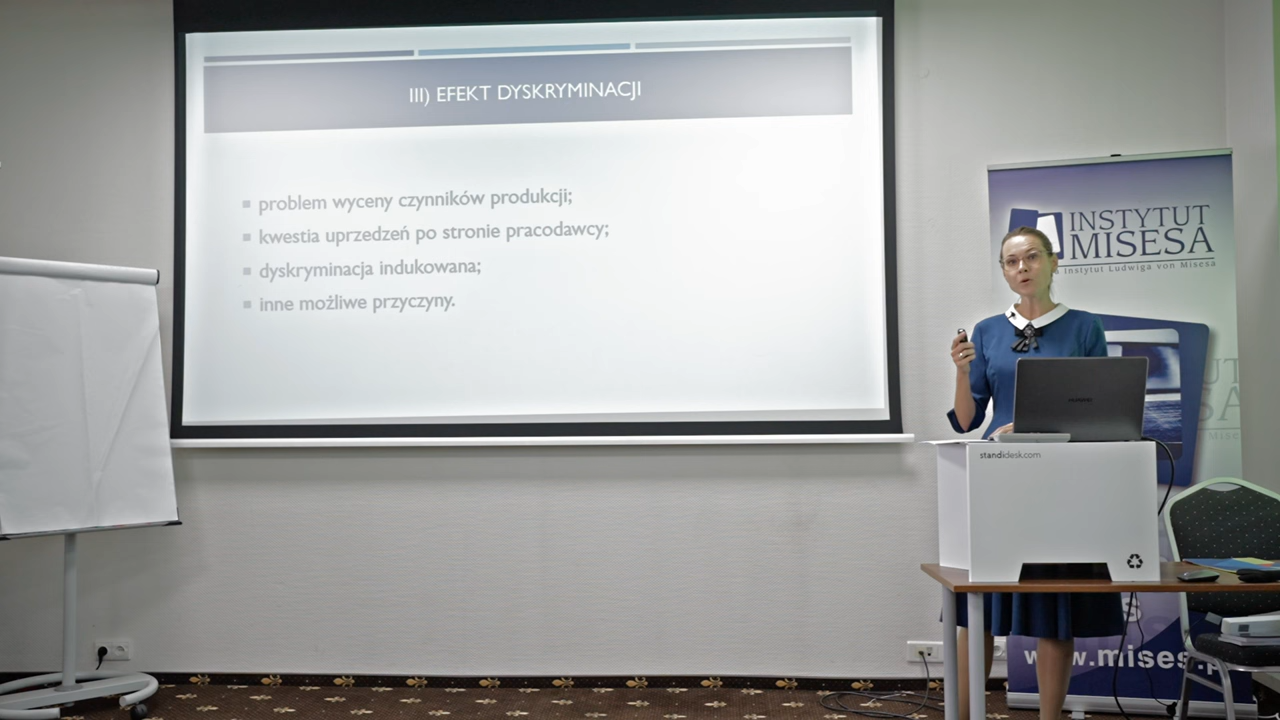 III) EFEKT DYSKRYMINACJI
problem wyceny czynników produkcji;
kwestia uprzedzeń po stronie pracodawcy;
dyskryminacja indukowana;
inne możliwe przyczyny.
INSTYTUT
MISESA
Instytut Ludwiga von Misesa
standidesk.com
www.mises.p